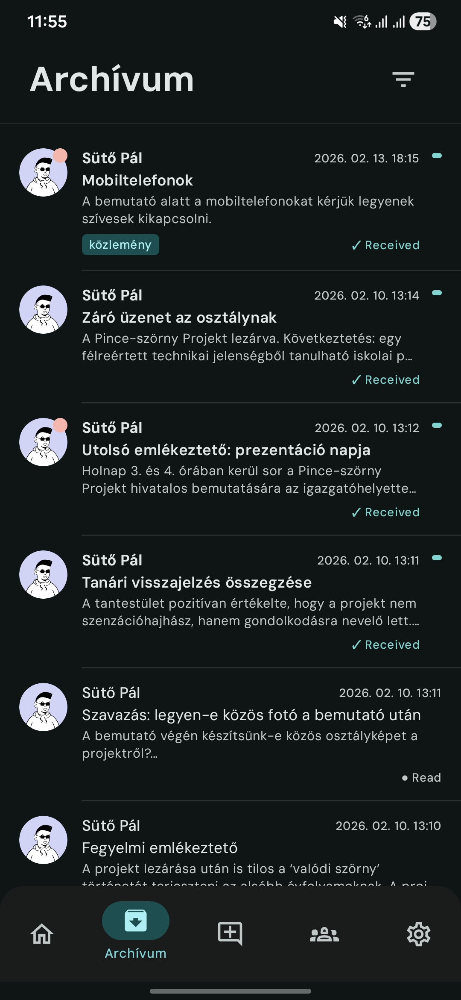 11:55
6
75
Archívum
Sütő Pál
2026. 02. 13. 18:15
Mobiltelefonok
A bemutató alatt a mobiltelefonokat kérjük legyenek
szívesek kikapcsolni.
közlemény
✓ Received
Sütő Pál
2026. 02. 10. 13:14
Záró üzenet az osztálynak
A Pince-szörny Projekt lezárva. Következtetés: egy
félreértett technikai jelenségből tanulható iskolai p…
✓ Received
Sütő Pál
2026. 02. 10. 13:12
Utolsó emlékeztető: prezentáció napja
Holnap 3. és 4. órában kerül sor a Pince-szörny
Projekt hivatalos bemutatására az igazgatóhelyette…
✓ Received
Sütő Pál
2026. 02. 10. 13:11
Tanári visszajelzés összegzése
A tantestület pozitívan értékelte, hogy a projekt nem
szenzációhajhász, hanem gondolkodásra nevelő lett.…
✓ Received
Sütő Pál
2026. 02. 10. 13:11
Szavazás: legyen-e közös fotó a bemutató után
A bemutató végén készítsünk-e közös osztályképet a
projektről?…
• Read
Sütő Pál
2026. 02. 10. 13:10
Fegyelmi emlékeztető
A projekt lezárása után is tilos a ‘valódi szörny’
történetét terjeszteni az alsóbb évfolyamoknak. A proj
Archívum